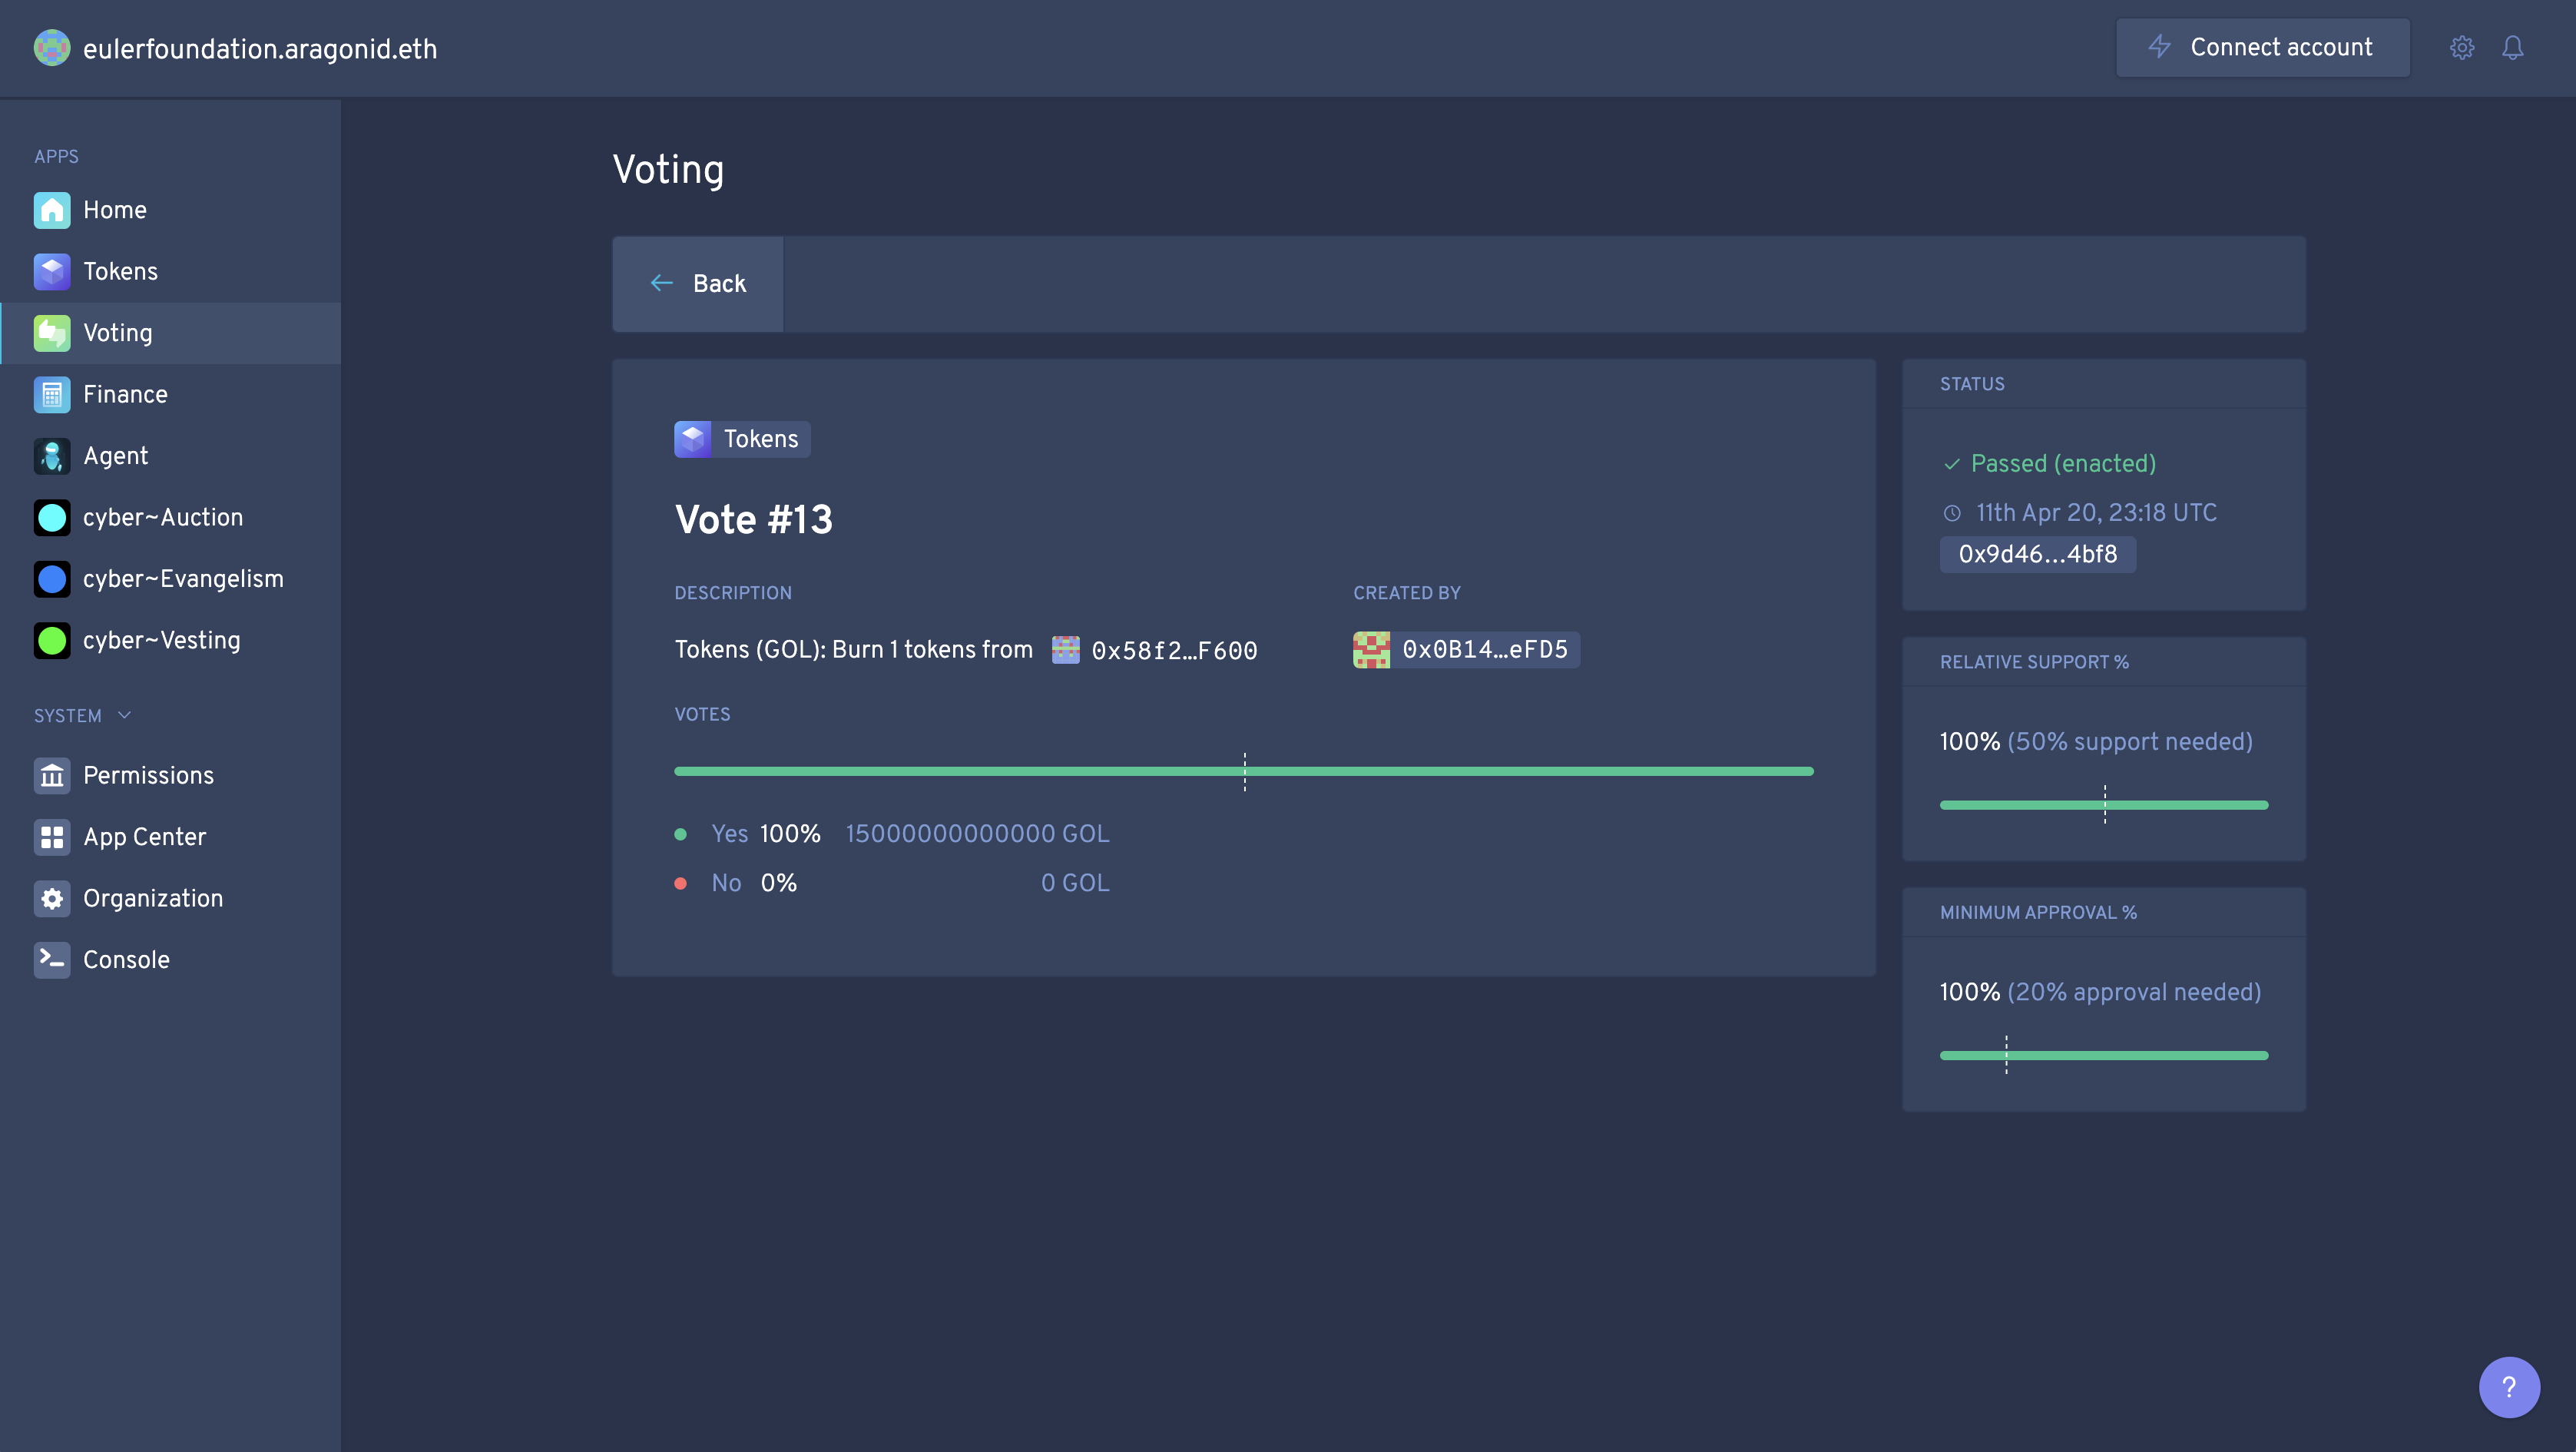 eulerfoundation.aragonid.eth
Connect account
APPS
Home
Tokens
Voting
Finance
Agent
cyber~Auction
cyber~Evangelism
cyber~Vesting
SYSTEM
Permissions
App Center
Organization
Console
Voting
Back
Tokens
Vote #13
DESCRIPTION
Tokens (GOL): Burn 1 tokens from 0x58f2…F600
CREATED BY
0x0B14…eFD5
VOTES
Yes 100% 15000000000000 GOL
No 0% 0 GOL
STATUS
Passed (enacted)
11th Apr 20, 23:18 UTC
0x9d46…4bf8
RELATIVE SUPPORT %
100% (50% support needed)
MINIMUM APPROVAL %
100% (20% approval needed)
?